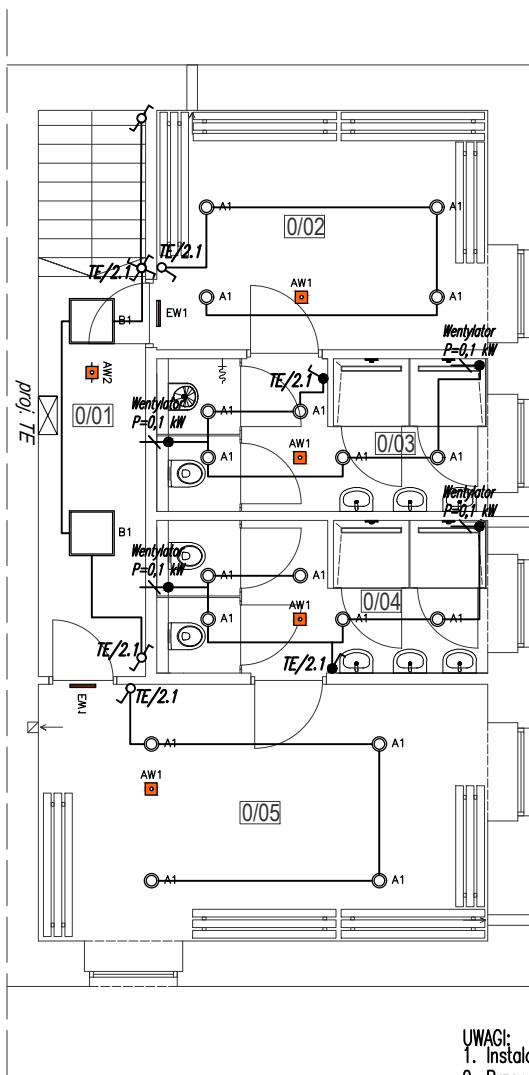 A1
A1
0/02
TE/2.1
TE/2.1
AW1
A1
A1
EW1
B1
Wentylator
P=0,1 kW
AW2
TE/2.1
Wentylator
P=0,1 kW
proj. TE
0/01
A1
A1
0/03
A1
AW1
A1
A1
Wentylator
P=0,1 kW
B1
Wentylator
P=0,1 kW
A1
A1
0/04
AW1
A1
A1
A1
TE/2.1
TE/2.1
TE/2.1
EW1
A1
A1
AW1
0/05
A1
A1
UWAGI:
1. Instalo